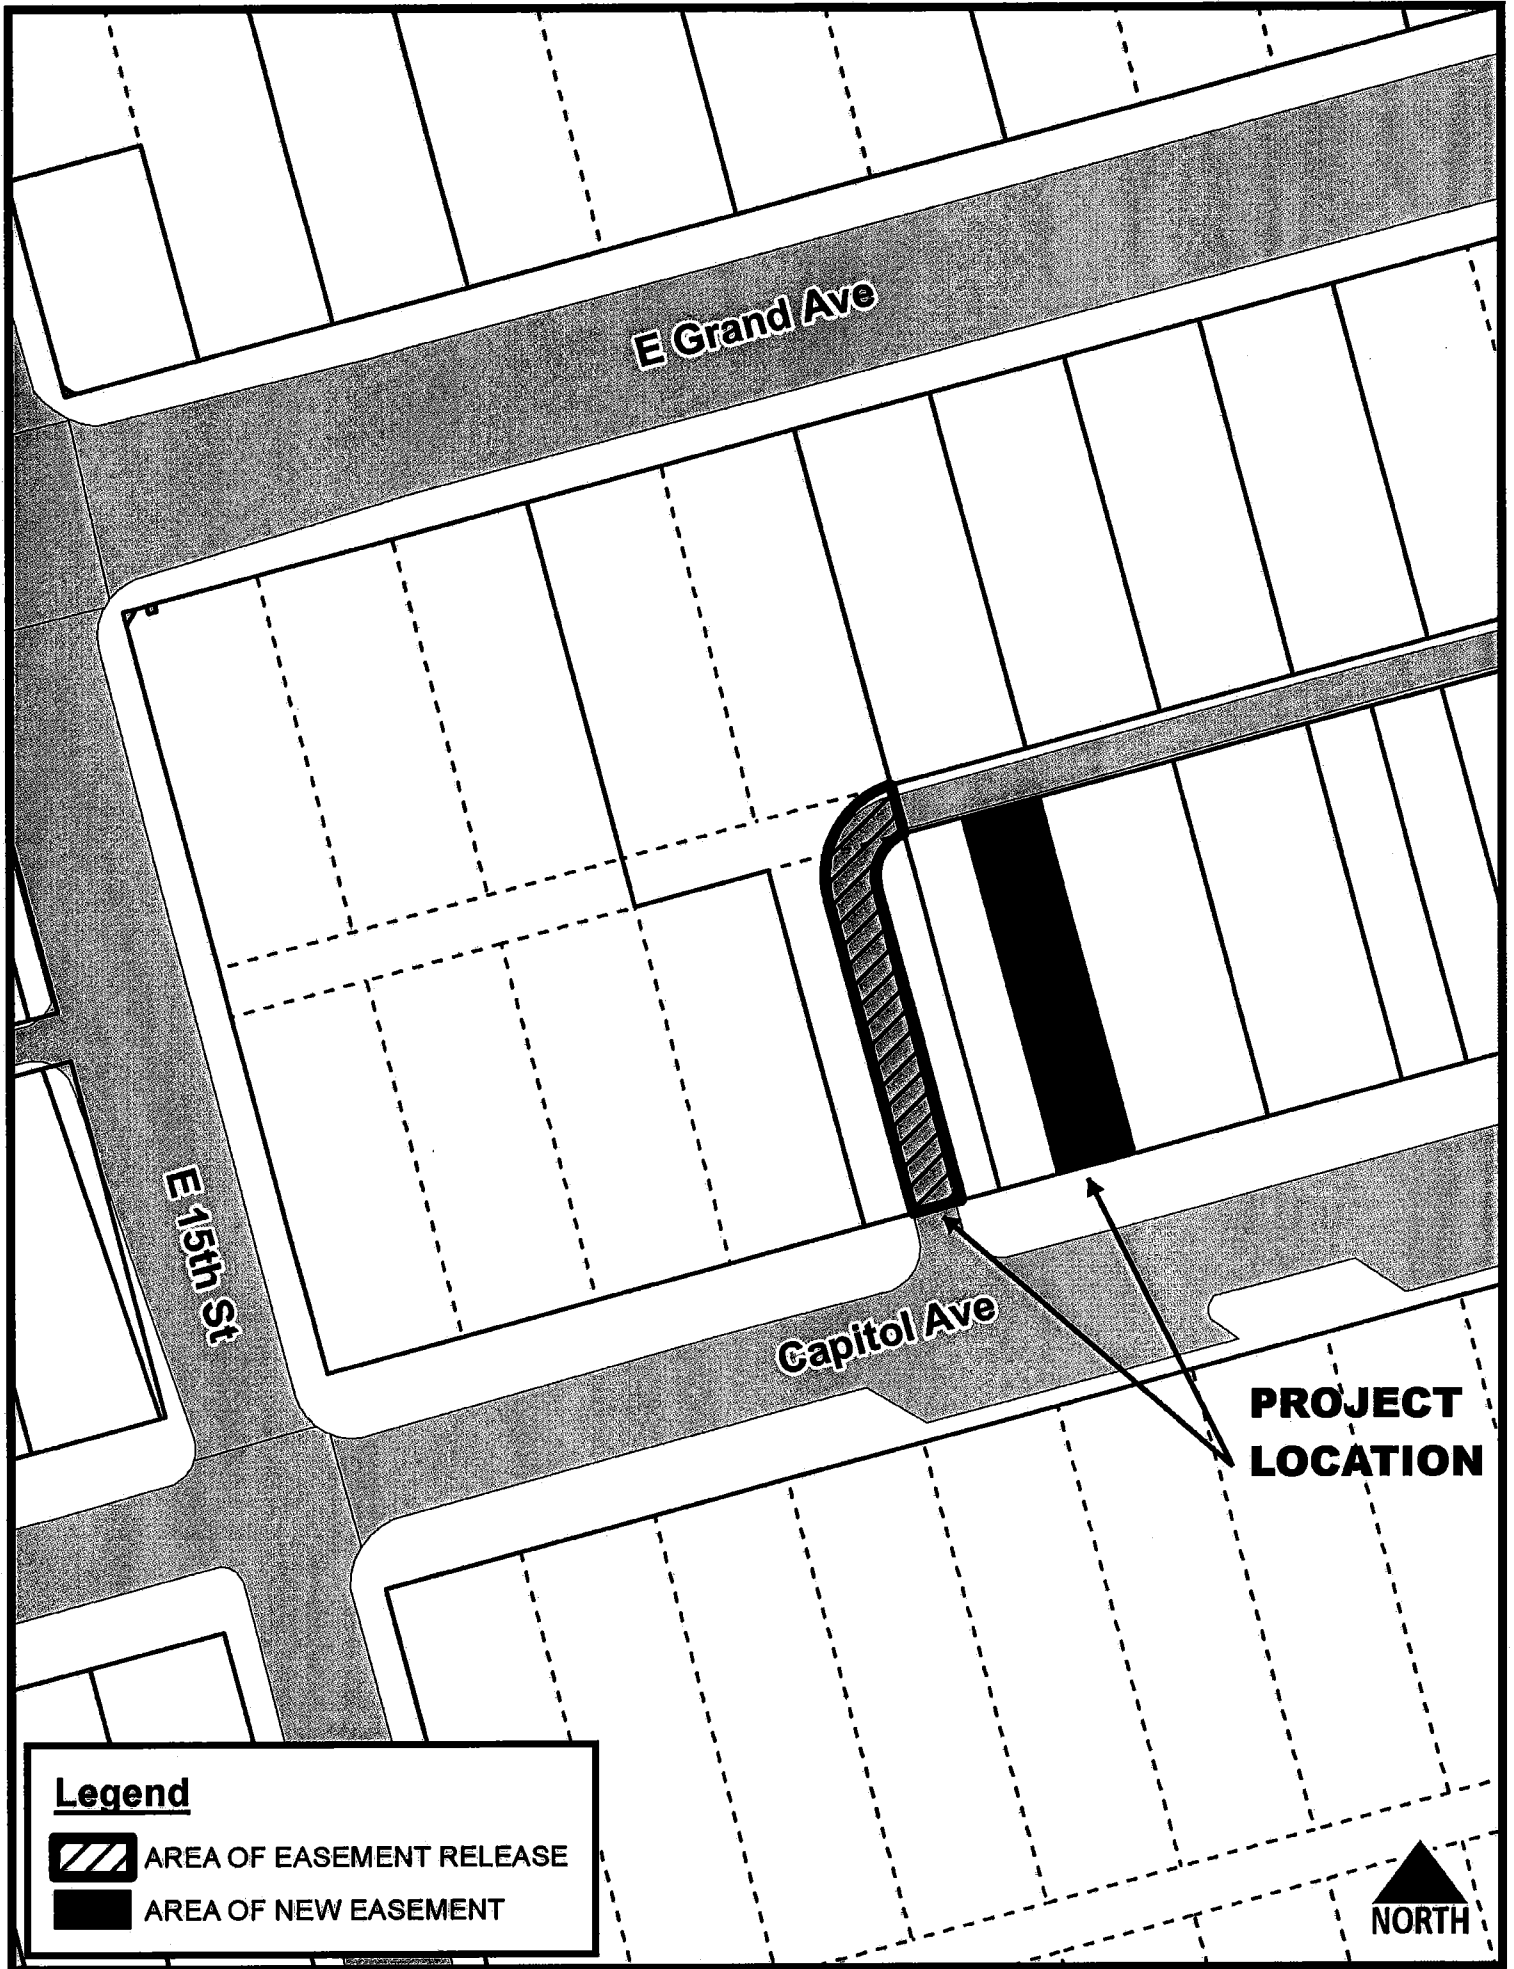 E Grand Ave
E 15th St
Capitol Ave
PROJECT
LOCATION
Legend
AREA OF EASEMENT RELEASE
AREA OF NEW EASEMENT
NORTH